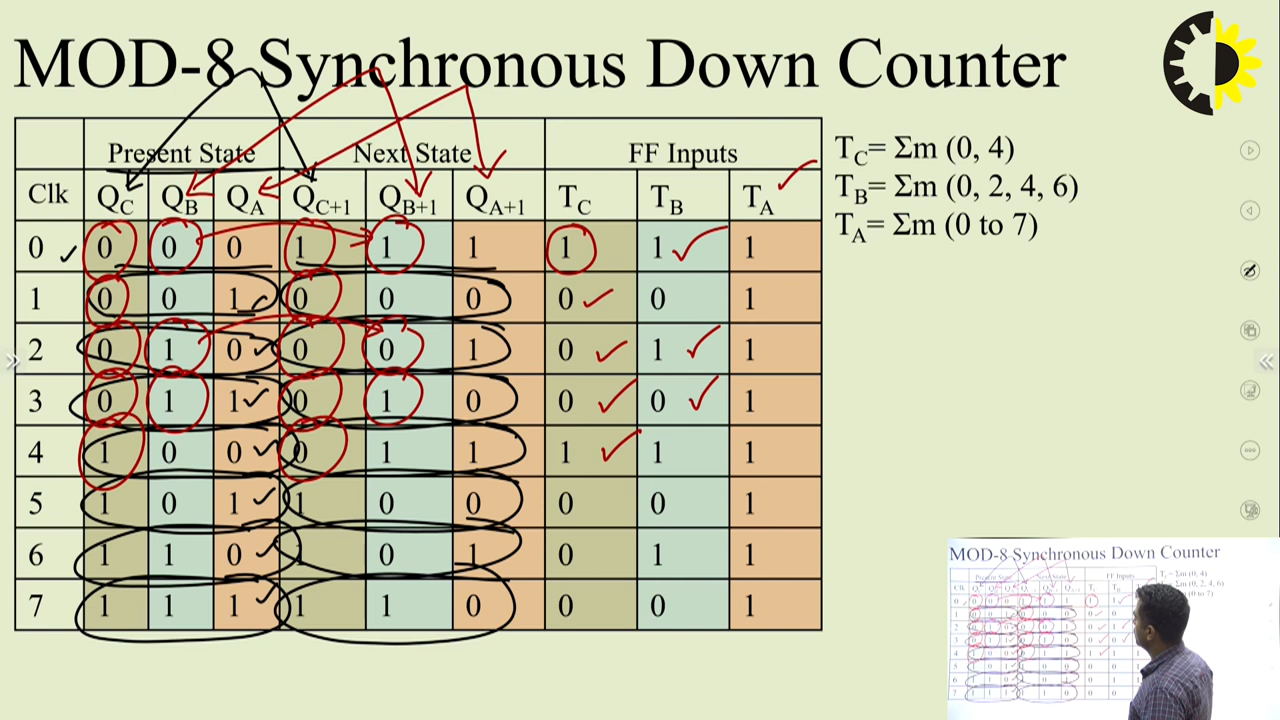 MOD-8 Synchronous Down Counter
Present State Next State FF Inputs
Clk QC QB QA QC+1 QB+1 QA+1 TC TB TA
0 0 0 0 1 1 1 1 1 1
1 0 0 1 0 0 0 0 0 1
2 0 1 0 0 0 1 0 1 1
3 0 1 1 0 1 0 0 0 1
4 1 0 0 0 1 1 1 1 1
5 1 0 1 1 0 0 0 0 1
6 1 1 0 1 0 1 0 1 1
7 1 1 1 1 1 0 0 0 1
TC= Σm (0, 4)
TB= Σm (0, 2, 4, 6)
TA= Σm (0 to 7)
MOD-8 Synchronous Down Counter